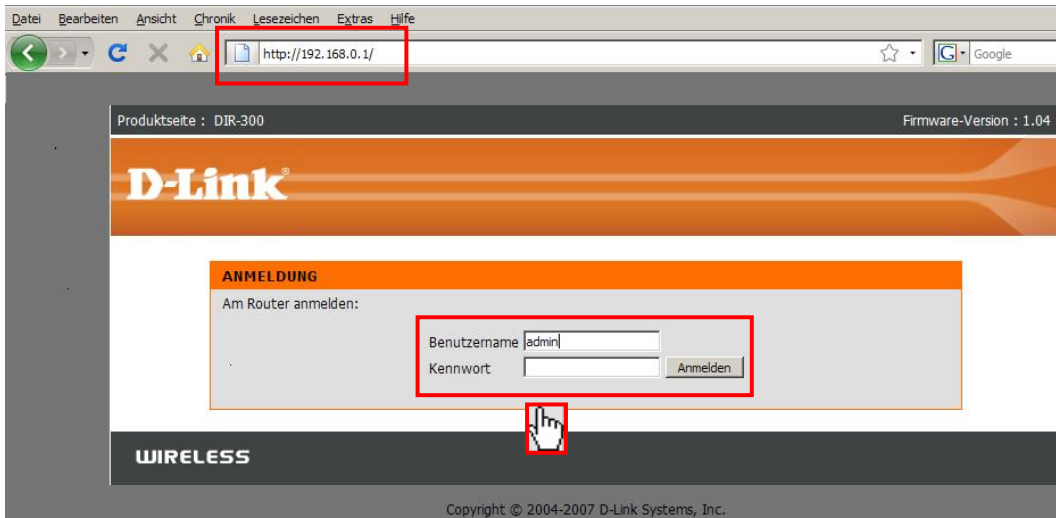 Datei Bearbeiten Ansicht Chronik Lesezeichen Extras Hilfe
http://192.168.0.1/
G Google
Produktseite : DIR-300 Firmware-Version : 1.04
D-Link®
ANMELDUNG
Am Router anmelden:
Benutzername admin
Kennwort Anmelden
WIRELESS
Copyright © 2004-2007 D-Link Systems, Inc.